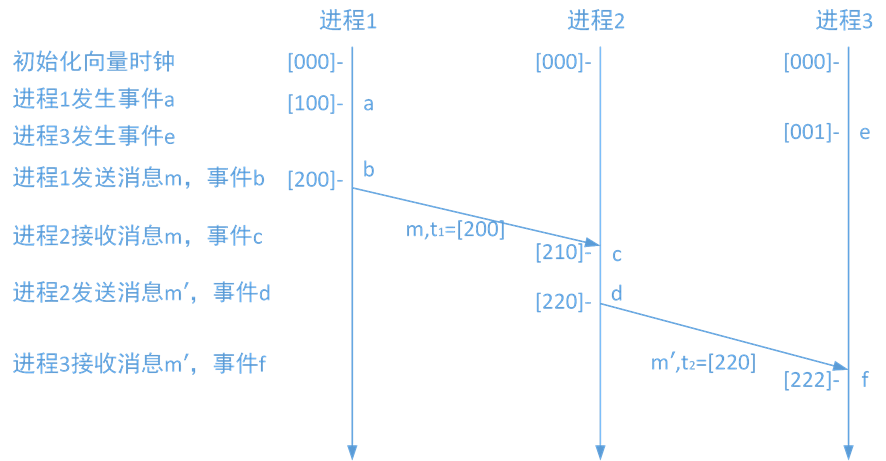 进程1 进程2 进程3
初始化向量时钟 [000]- [000]- [000]-
进程1发生事件a [100]- a
进程3发生事件e [001]- e
进程1发送消息m，事件b [200]- b
m,t₁=[200]
进程2接收消息m，事件c [210]- c
进程2发送消息m′，事件d [220]- d
m′,t₂=[220]
进程3接收消息m′，事件f [222]- f